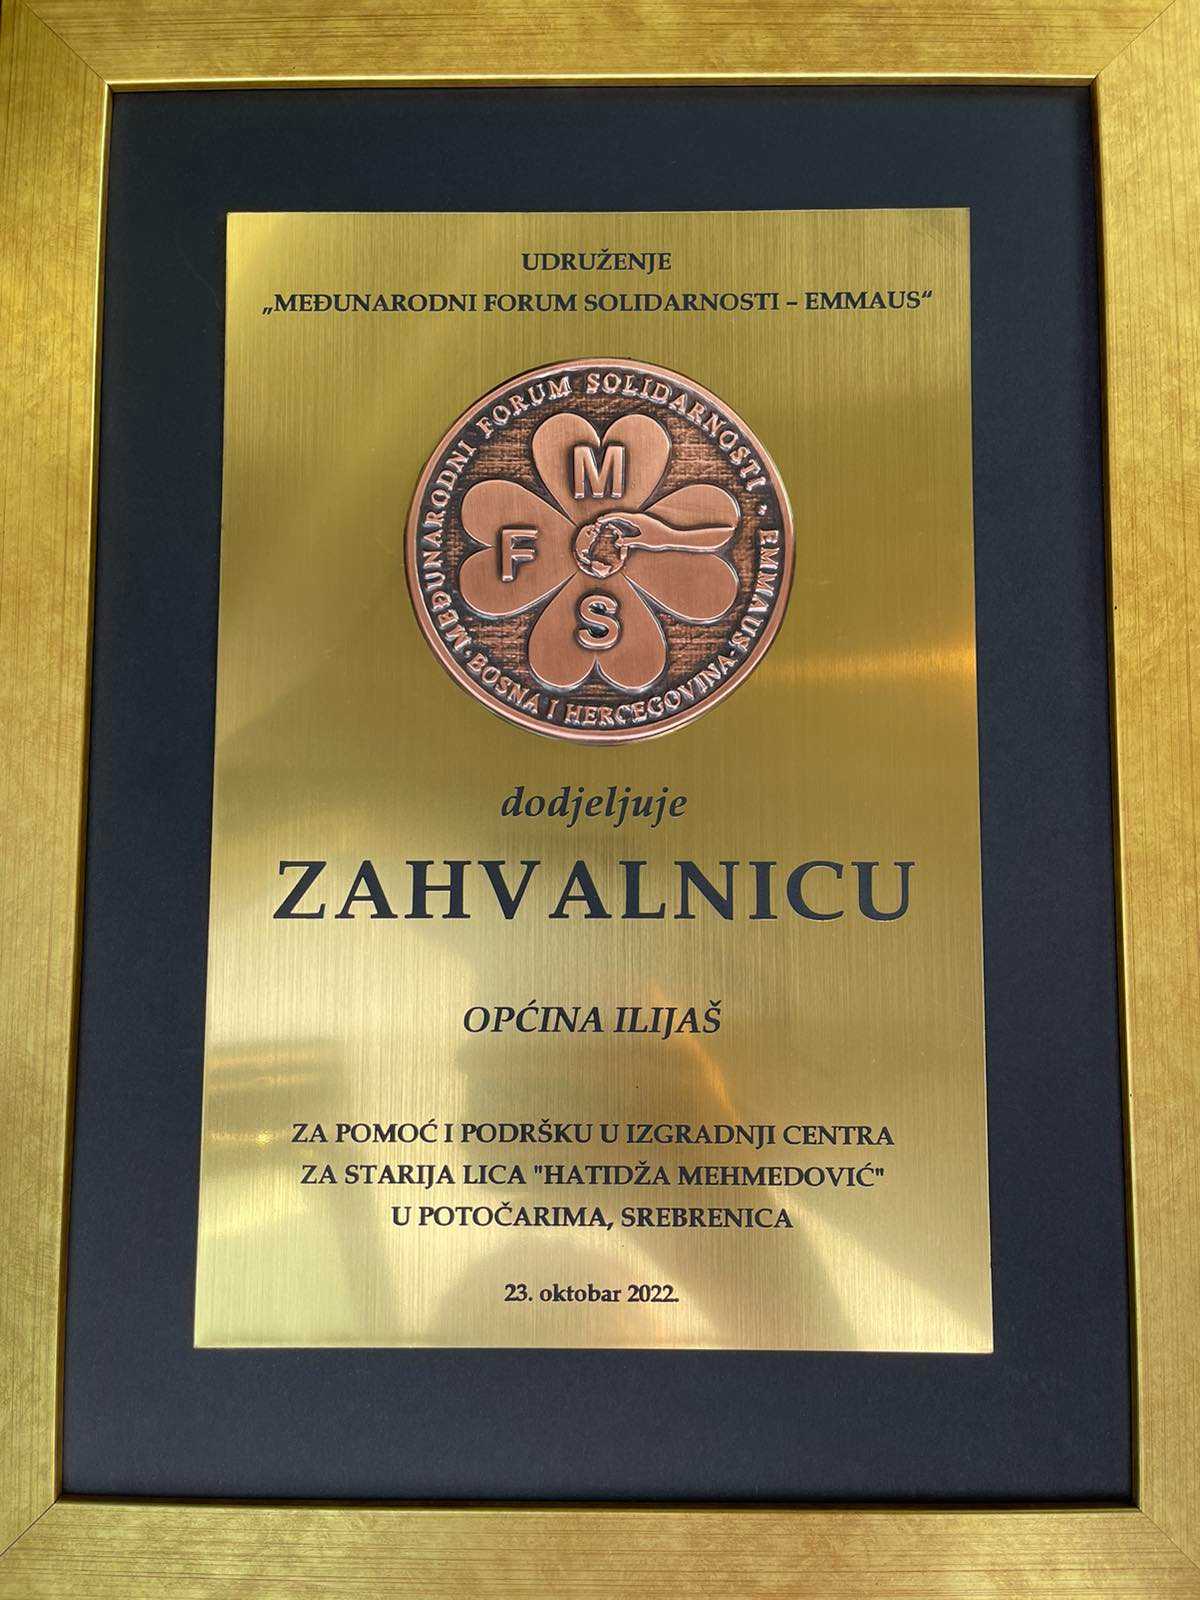 UDRUŽENJE
„MEĐUNARODNI FORUM SOLIDARNOSTI – EMMAUS“
MEĐUNARODNI FORUM SOLIDARNOSTI • EMMAUS
• BOSNA I HERCEGOVINA •
M
F
S
dodjeljuje
ZAHVALNICU
OPĆINA ILIJAŠ
ZA POMOĆ I PODRŠKU U IZGRADNJI CENTRA
ZA STARIJA LICA "HATIDŽA MEHMEDOVIĆ"
U POTOČARIMA, SREBRENICA
23. oktobar 2022.